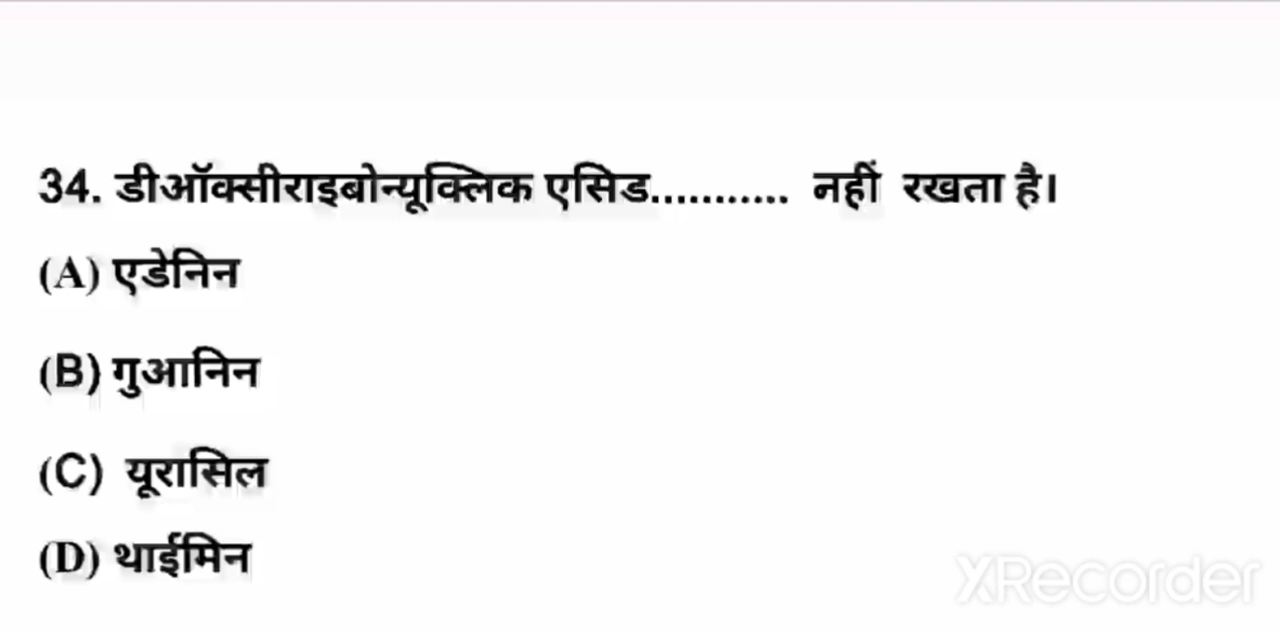 34. डीऑक्सीराइबोन्यूक्लिक एसिड........... नहीं रखता है।
(A) एडेनिन
(B) गुआनिन
(C) यूरासिल
(D) थाईमिन
XRecorder